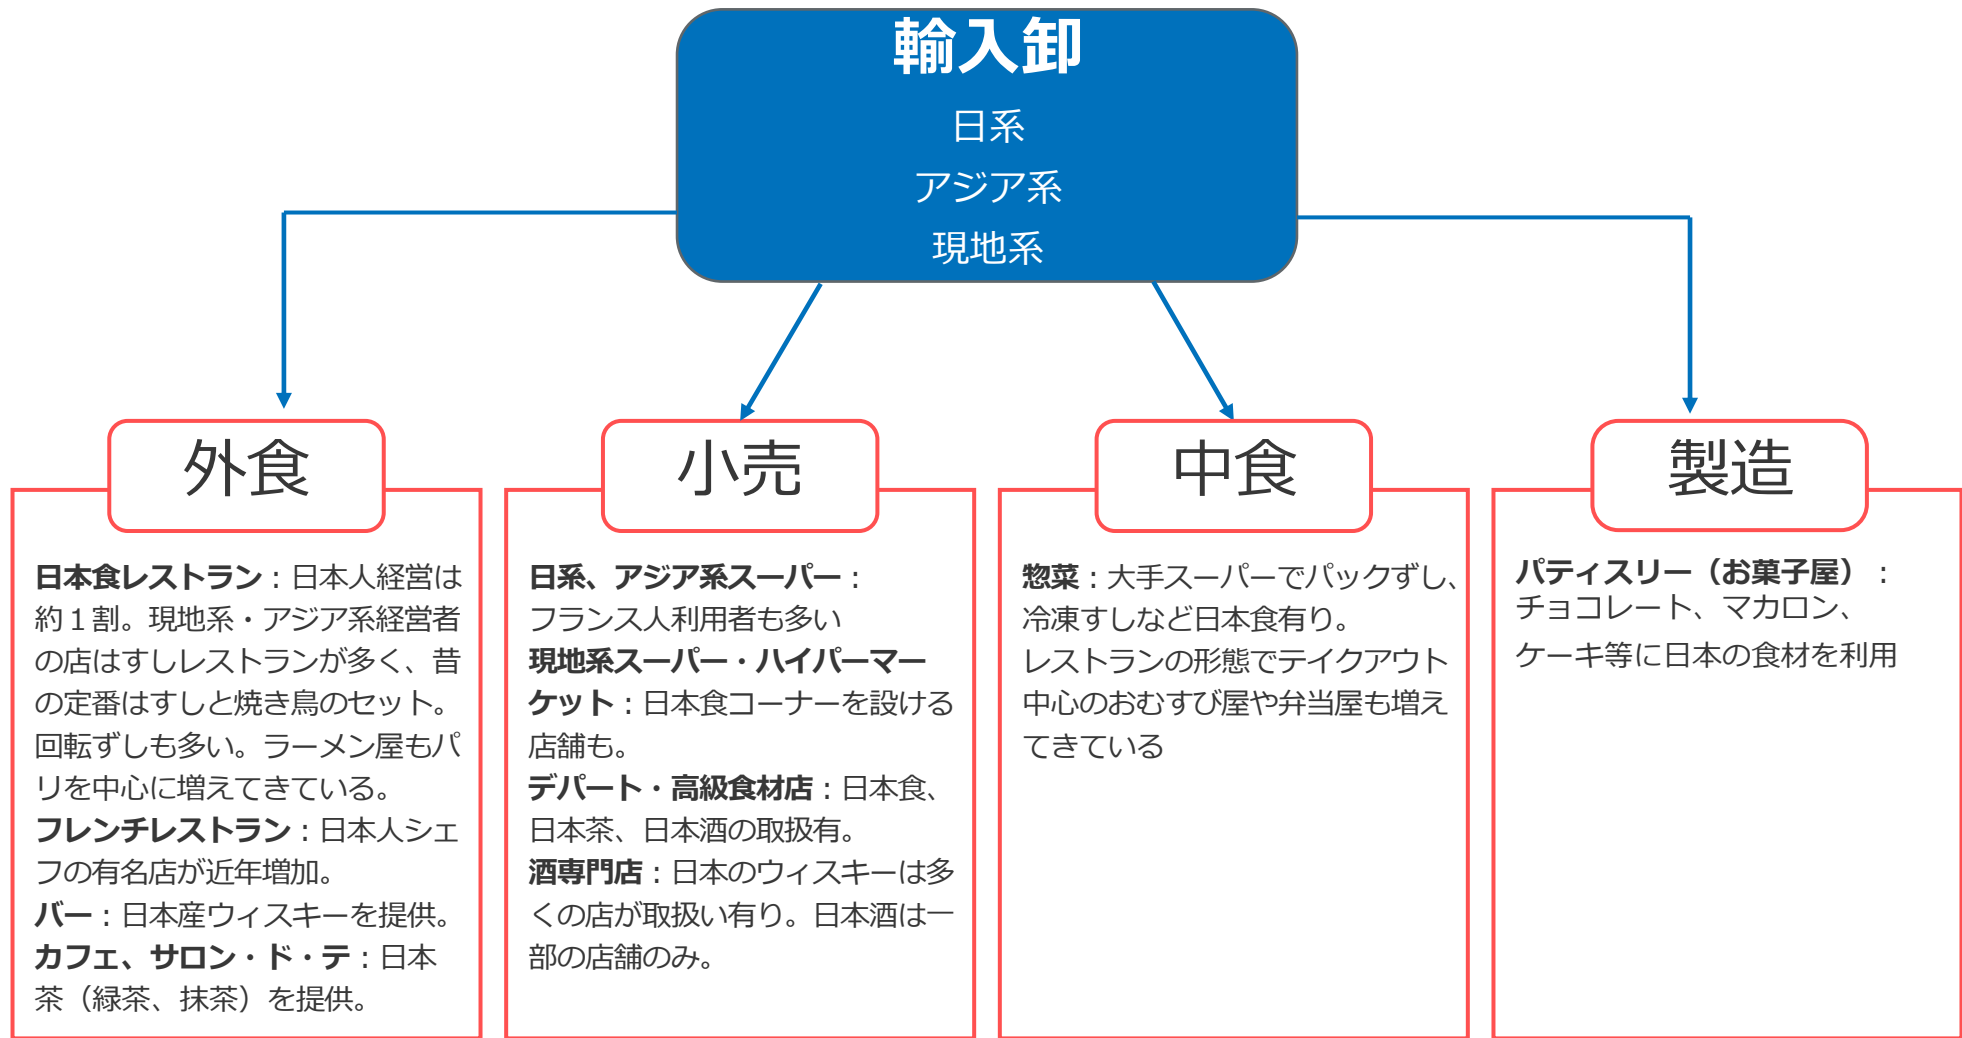 輸入卸
日系
アジア系
現地系
外食
日本食レストラン：日本人経営は
約１割。現地系・アジア系経営者
の店はすしレストランが多く、昔
の定番はすしと焼き鳥のセット。
回転ずしも多い。ラーメン屋もパ
リを中心に増えてきている。
フレンチレストラン：日本人シェ
フの有名店が近年増加。
バー：日本産ウィスキーを提供。
カフェ、サロン・ド・テ：日本
茶（緑茶、抹茶）を提供。
小売
日系、アジア系スーパー：
フランス人利用者も多い
現地系スーパー・ハイパーマー
ケット：日本食コーナーを設ける
店舗も。
デパート・高級食材店：日本食、
日本茶、日本酒の取扱有。
酒専門店：日本のウィスキーは多
くの店が取扱い有り。日本酒は一
部の店舗のみ。
中食
惣菜：大手スーパーでパックずし、
冷凍すしなど日本食有り。
レストランの形態でテイクアウト
中心のおむすび屋や弁当屋も増え
てきている
製造
パティスリー（お菓子屋）：
チョコレート、マカロン、
ケーキ等に日本の食材を利用